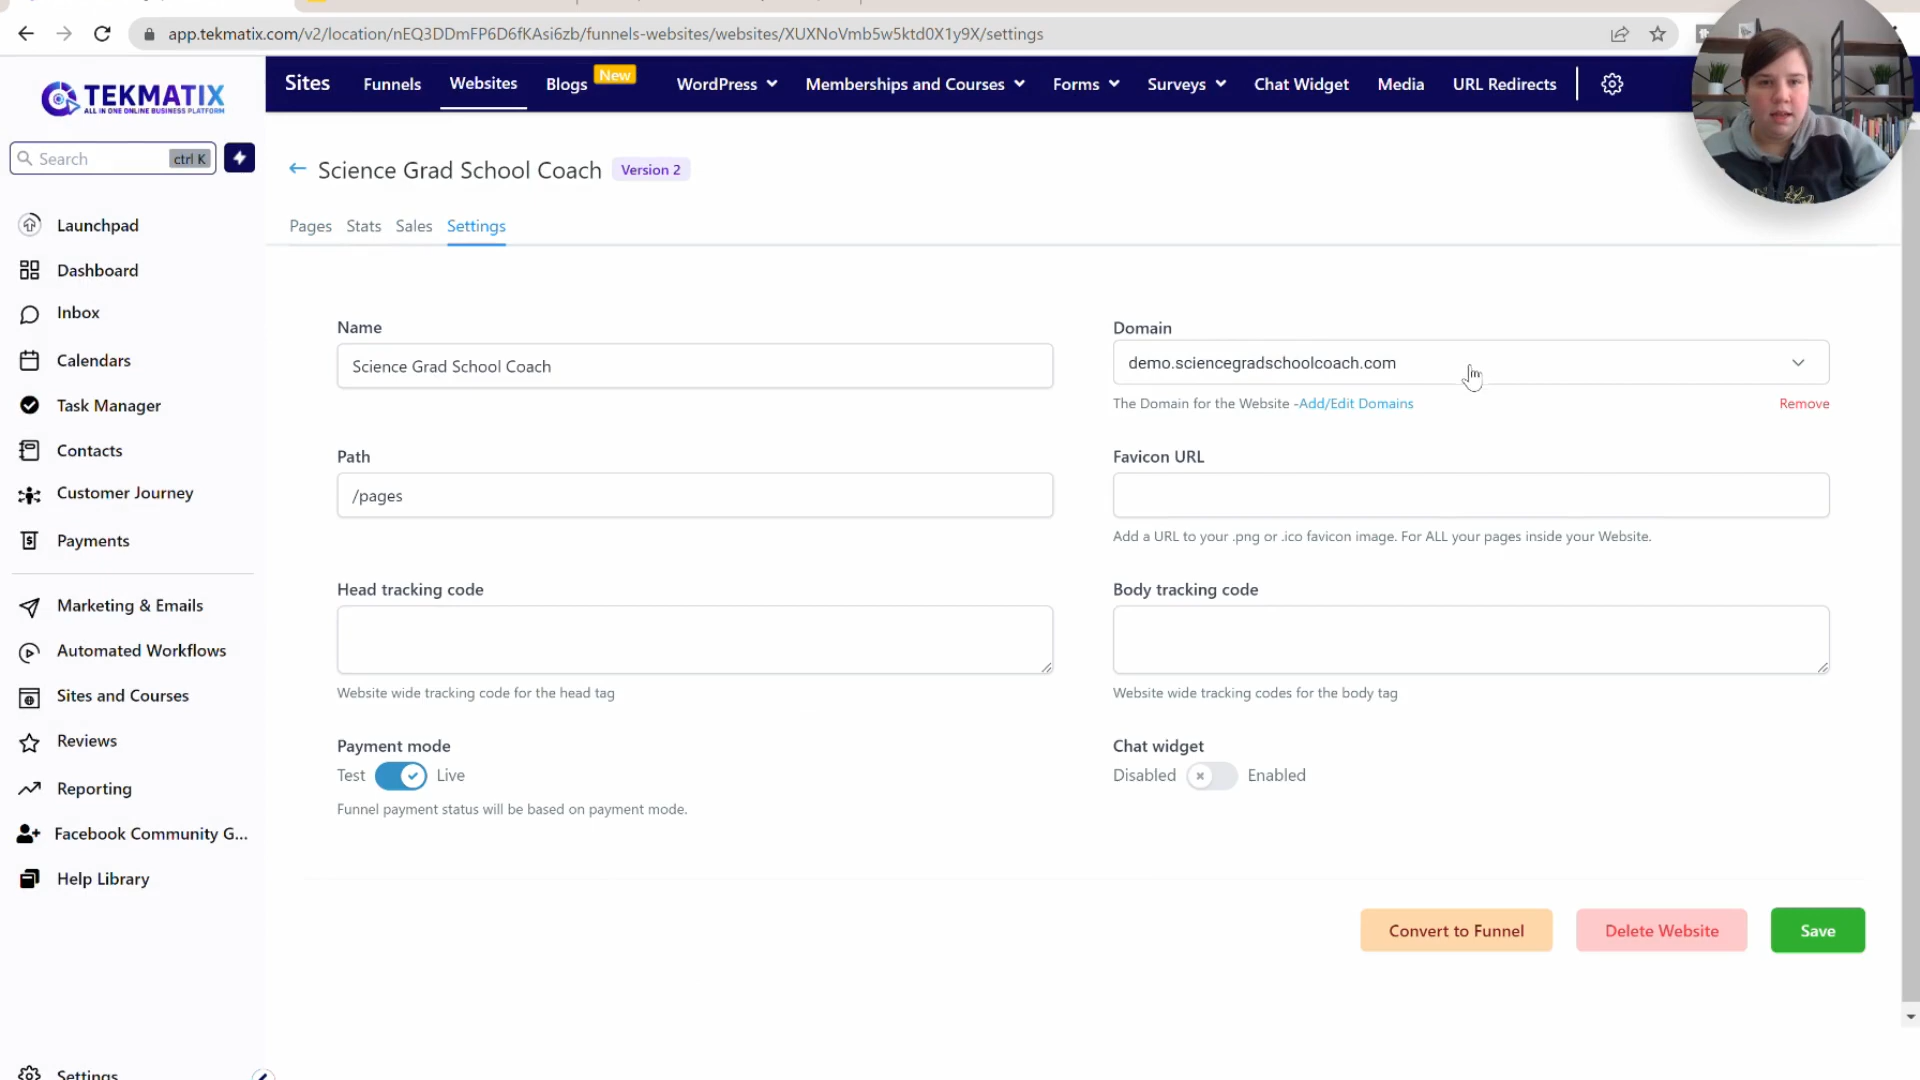 app.tekmatix.com/v2/location/nEQ3DDmFP6D6fKAsi6zb/funnels-websites/websites/XUXNoVmb5w5ktd0X1y9X/settings
TEKMATIX
ALL IN ONE ONLINE BUSINESS PLATFORM
Sites
Funnels
Websites
Blogs
New
WordPress
Memberships and Courses
Forms
Surveys
Chat Widget
Media
URL Redirects
Search
ctrl K
Launchpad
Dashboard
Inbox
Calendars
Task Manager
Contacts
Customer Journey
Payments
Marketing & Emails
Automated Workflows
Sites and Courses
Reviews
Reporting
Facebook Community G...
Help Library
Settings
Science Grad School Coach
Version 2
Pages
Stats
Sales
Settings
Name
Science Grad School Coach
Domain
demo.sciencegradschoolcoach.com
The Domain for the Website -Add/Edit Domains
Remove
Path
/pages
Favicon URL
Add a URL to your .png or .ico favicon image. For ALL your pages inside your Website.
Head tracking code
Website wide tracking code for the head tag
Body tracking code
Website wide tracking codes for the body tag
Payment mode
Test
Live
Funnel payment status will be based on payment mode.
Chat widget
Disabled
Enabled
Convert to Funnel
Delete Website
Save